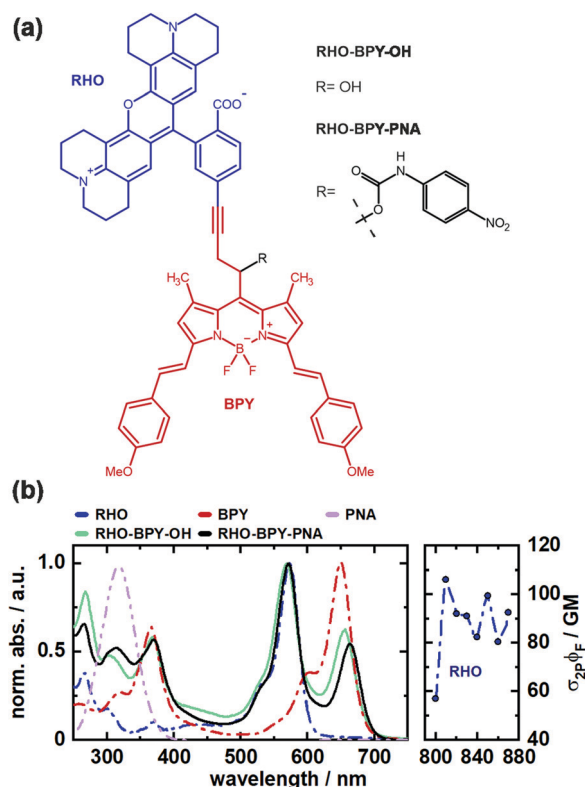 (a)
N
RHO
COO⁻
O
N
+
RHO-BPY-OH
R= OH
RHO-BPY-PNA
R=
O
N
H
O
NO₂
R
CH₃
CH₃
N
N
+
B
−
F
F
BPY
MeO
OMe
(b)
RHO BPY PNA
RHO-BPY-OH RHO-BPY-PNA
norm. abs. / a.u.
1.0
0.5
0
300 400 500 600 700
wavelength / nm
RHO
120
100
80
60
40
800 840 880
σ₂PϕF / GM